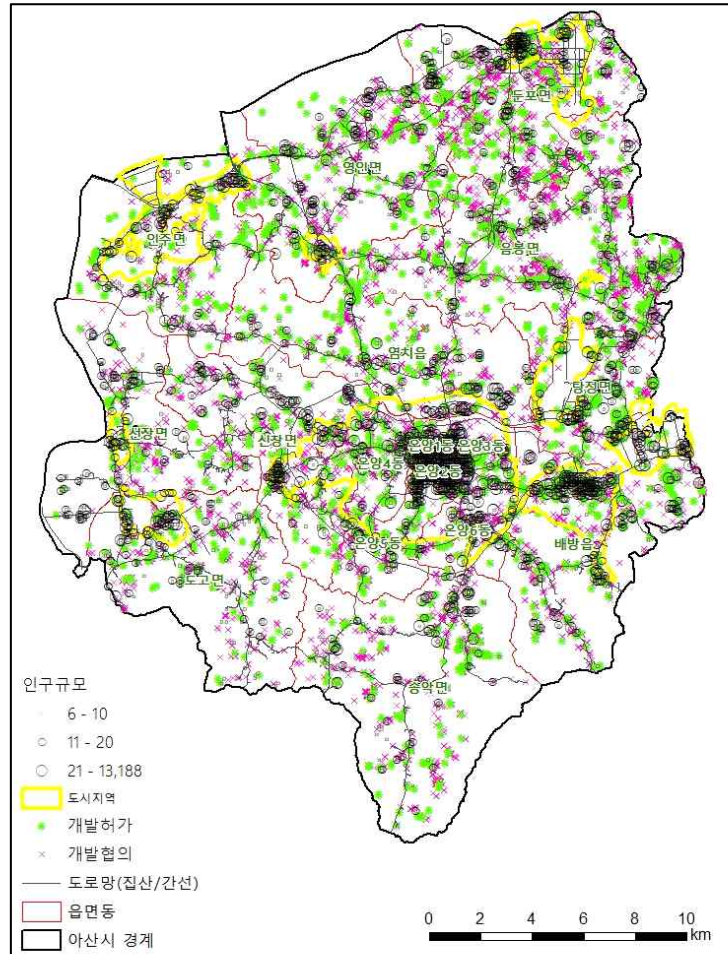 둔포면
영인면
인주면
음봉면
염치읍
탕정면
선장면
신창면
온양1동
온양3동
온양4동
온양2동
온양5동
온양6동
배방읍
도고면
송악면
인구규모
6 - 10
11 - 20
21 - 13,188
도시지역
개발허가
개발협의
도로망(집산/간선)
읍면동
아산시 경계
0 2 4 6 8 10
km